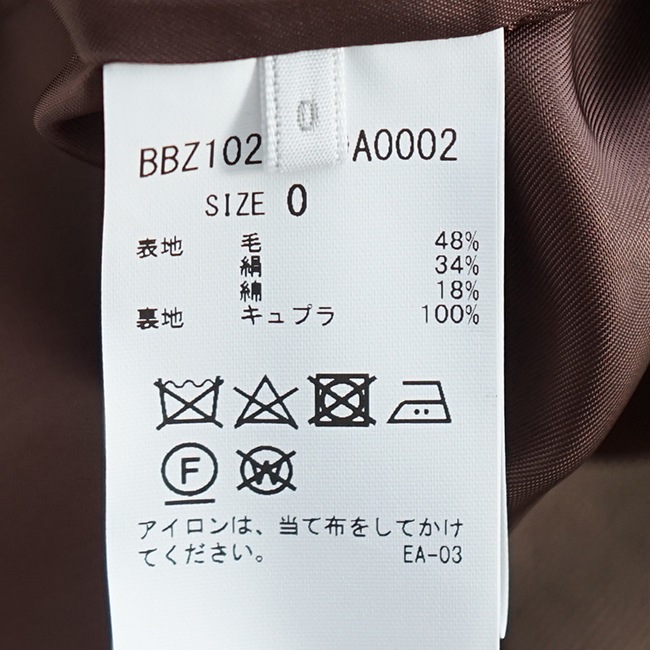 0
BBZ102 A0002
SIZE 0
表地 毛 48%
絹 34%
綿 18%
裏地 キュプラ 100%
F W
アイロンは、当て布をしてかけ
てください。 EA-03